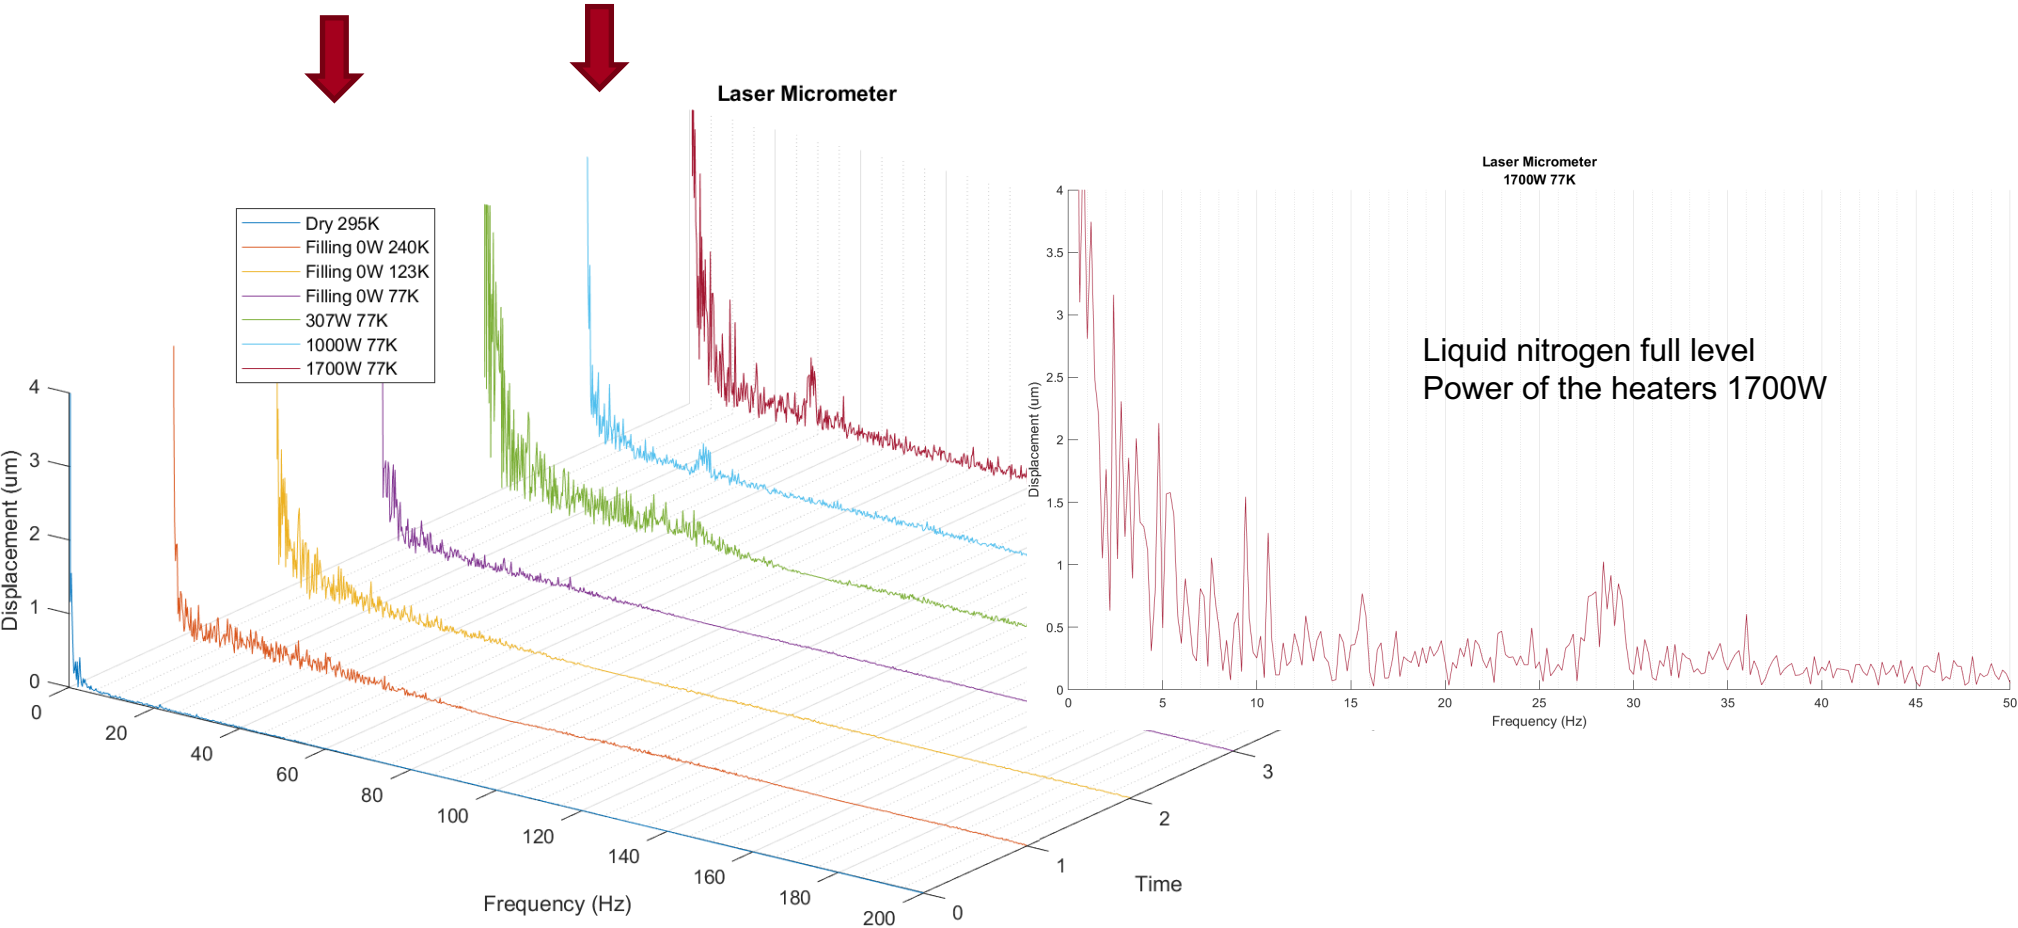 Laser Micrometer
Dry 295K
Filling 0W 240K
Filling 0W 123K
Filling 0W 77K
307W 77K
1000W 77K
1700W 77K
Displacement (um)
4
3
2
1
0
0
20
40
60
80
100
120
140
160
180
200
Frequency (Hz)
0
1
2
3
Time
Laser Micrometer
1700W 77K
Liquid nitrogen full level
Power of the heaters 1700W
Displacement (um)
4
3.5
3
2.5
2
1.5
1
0.5
0
0 5 10 15 20 25 30 35 40 45 50
Frequency (Hz)